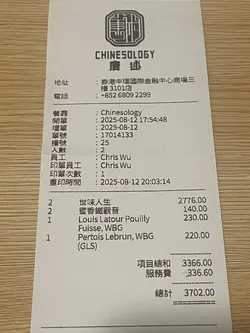 CHINESOLOGY
唐述
地址 : 香港中環國際金融中心商場三
樓 3101店
電話 : +852 6809 2299
餐廳 : Chinesology
開單 : 2025-08-12 17:54:48
埋單 : 2025-08-12
單號 : 17014133
檯號 : 25
人數 : 2
員工 : Chris Wu
印單員工 : Chris Wu
印單次數 : 1
重印時間 : 2025-08-12 20:03:14
2 世味人生 2776.00
2 蜜香鐵觀音 140.00
1 Louis Latour Pouilly 230.00
Fuisse, WBG
1 Pertois Lebrun, WBG 220.00
(GLS)
項目總和 3366.00
服務費 336.60
總計 3702.00